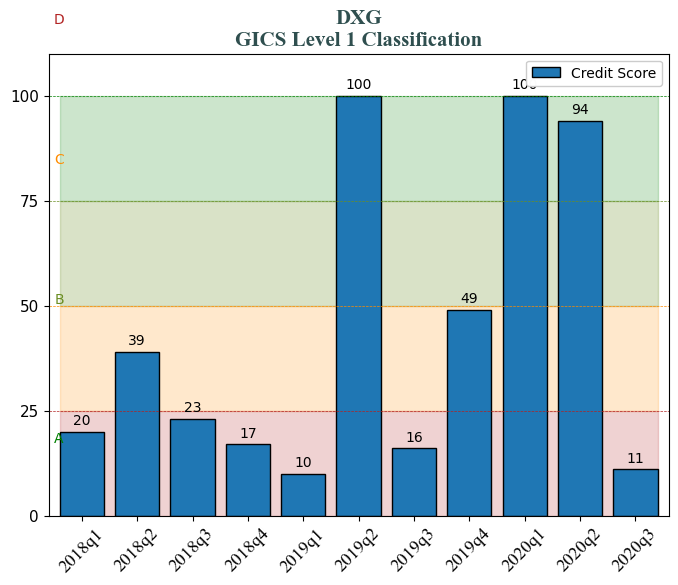 D
DXG
GICS Level 1 Classification
Credit Score
100
75
50
25
0
C
B
A
20
39
23
17
10
100
16
49
100
94
11
2018q1
2018q2
2018q3
2018q4
2019q1
2019q2
2019q3
2019q4
2020q1
2020q2
2020q3